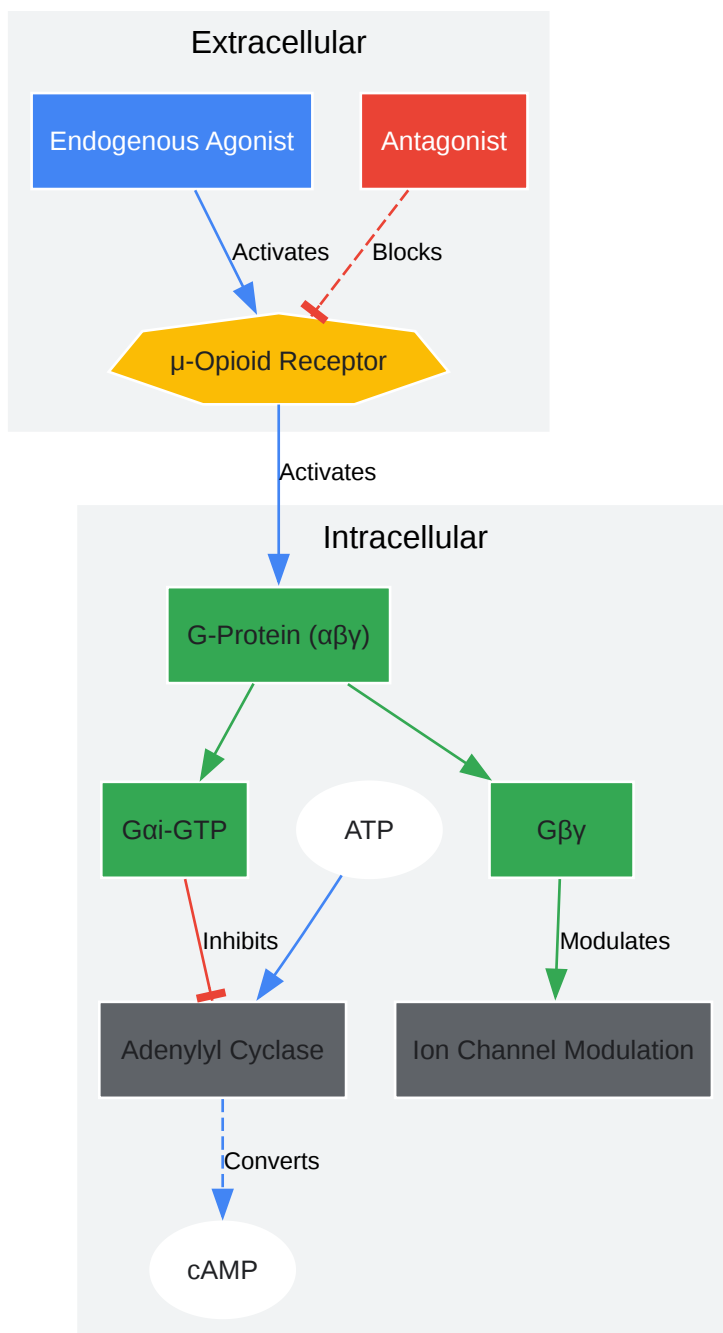 Extracellular
Endogenous Agonist
Antagonist
Activates
Blocks
μ-Opioid Receptor
Activates
Intracellular
G-Protein (αβγ)
Gαi-GTP
ATP
Gβγ
Inhibits
Modulates
Adenylyl Cyclase
Ion Channel Modulation
Converts
cAMP